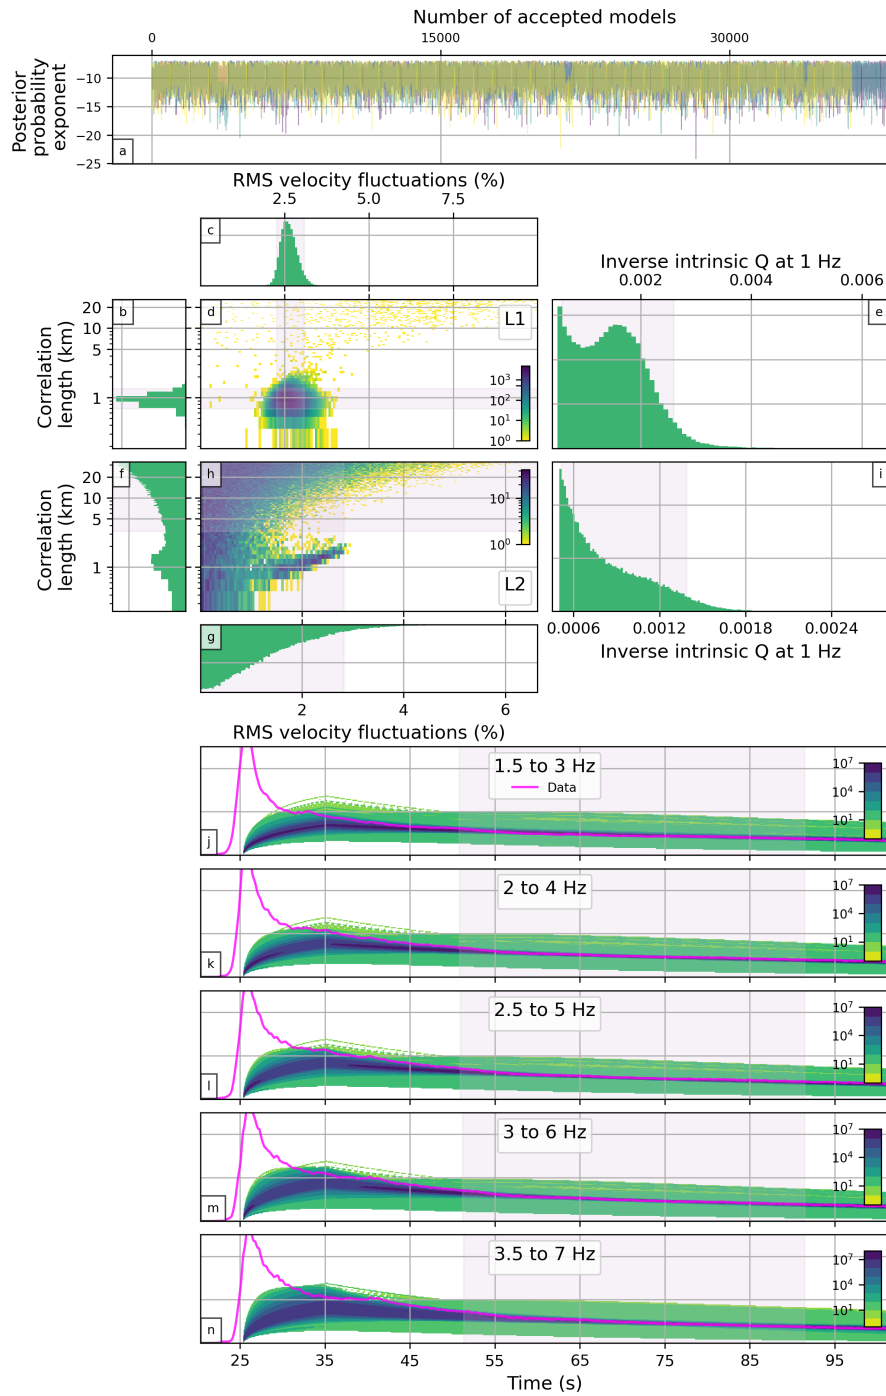 Number of accepted models
0 15000 30000
Posterior
probability
exponent
−10
−15
−20
−25
a
RMS velocity fluctuations (%)
2.5 5.0 7.5
c
Inverse intrinsic Q at 1 Hz
0.002 0.004 0.006
Correlation
length (km)
20
10
5
1
b
d
L1
10³
10²
10¹
10⁰
e
Correlation
length (km)
20
10
5
1
f
h
L2
10¹
10⁰
i
0.0006 0.0012 0.0018 0.0024
Inverse intrinsic Q at 1 Hz
g
2 4 6
RMS velocity fluctuations (%)
1.5 to 3 Hz
Data
10⁷
10⁴
10¹
j
2 to 4 Hz
10⁷
10⁴
10¹
k
2.5 to 5 Hz
10⁷
10⁴
10¹
l
3 to 6 Hz
10⁷
10⁴
10¹
m
3.5 to 7 Hz
10⁷
10⁴
10¹
n
25 35 45 55 65 75 85 95
Time (s)